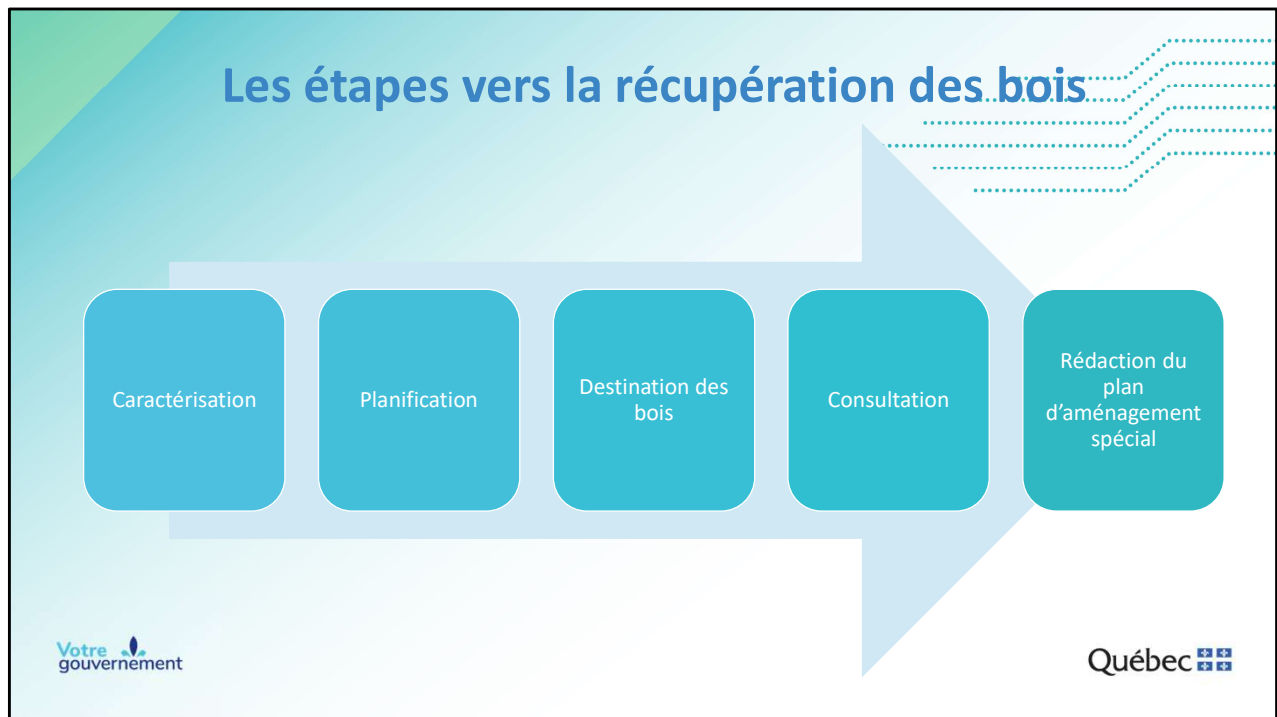 Les étapes vers la récupération des bois
Caractérisation
Planification
Destination des
bois
Consultation
Rédaction du
plan
d’aménagement
spécial
Votre
gouvernement
Québec